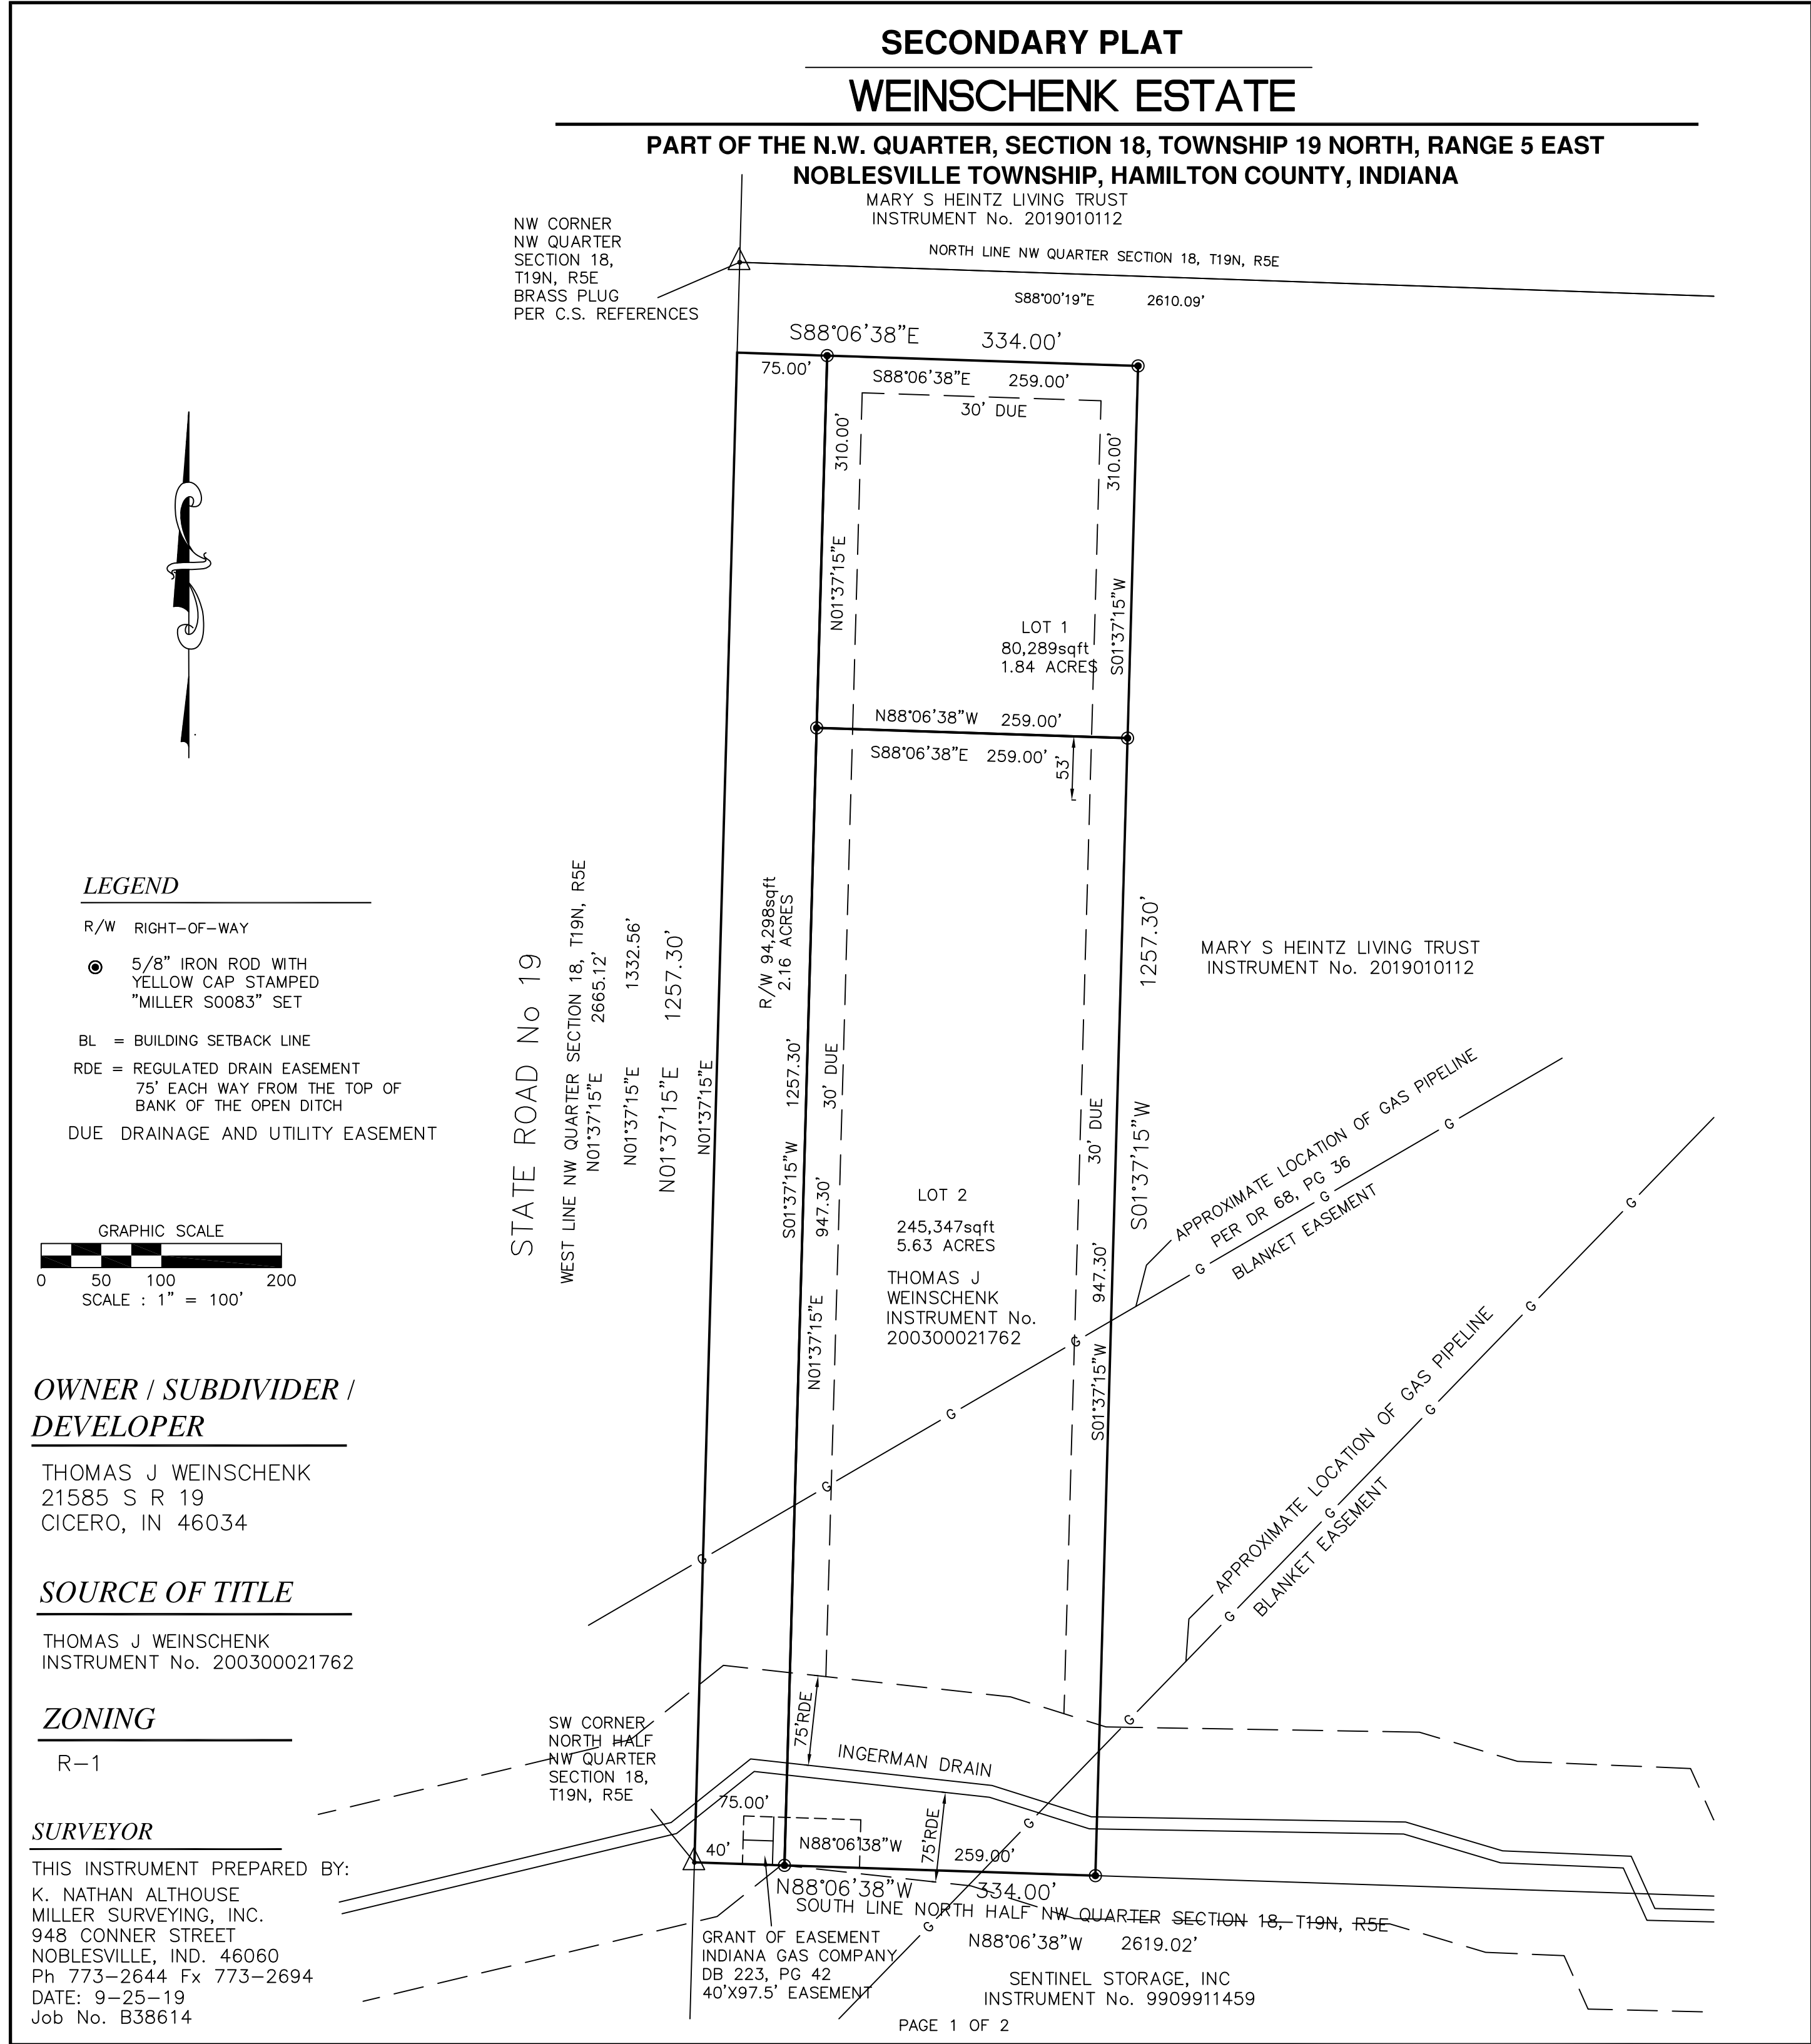 SECONDARY PLAT
WEINSCHENK ESTATE
PART OF THE N.W. QUARTER, SECTION 18, TOWNSHIP 19 NORTH, RANGE 5 EAST
NOBLESVILLE TOWNSHIP, HAMILTON COUNTY, INDIANA
MARY S HEINTZ LIVING TRUST
INSTRUMENT No. 2019010112
NW CORNER
NW QUARTER
SECTION 18,
T19N, R5E
BRASS PLUG
PER C.S. REFERENCES
NORTH LINE NW QUARTER SECTION 18, T19N, R5E
S88°00'19"E 2610.09'
S88°06'38"E 334.00'
75.00'
S88°06'38"E 259.00'
30' DUE
310.00'
N01°37'15"E
310.00'
S01°37'15"W
LOT 1
80,289sqft
1.84 ACRES
N88°06'38"W 259.00'
S88°06'38"E 259.00'
53'
LEGEND
R/W RIGHT-OF-WAY
5/8" IRON ROD WITH
YELLOW CAP STAMPED
"MILLER S0083" SET
BL = BUILDING SETBACK LINE
RDE = REGULATED DRAIN EASEMENT
75' EACH WAY FROM THE TOP OF
BANK OF THE OPEN DITCH
DUE DRAINAGE AND UTILITY EASEMENT
GRAPHIC SCALE
0 50 100 200
SCALE : 1" = 100'
STATE ROAD No 19
WEST LINE NW QUARTER SECTION 18, T19N, R5E
N01°37'15"E 2665.12'
N01°37'15"E 1332.56'
N01°37'15"E 1257.30'
N01°37'15"E
R/W 94,298sqft
2.16 ACRES
S01°37'15"W 1257.30'
30' DUE
N01°37'15"E 947.30'
LOT 2
245,347sqft
5.63 ACRES
THOMAS J
WEINSCHENK
INSTRUMENT No.
200300021762
30' DUE
S01°37'15"W 947.30'
S01°37'15"W 1257.30'
MARY S HEINTZ LIVING TRUST
INSTRUMENT No. 2019010112
APPROXIMATE LOCATION OF GAS PIPELINE
PER DR 68, PG 36
BLANKET EASEMENT
G G G G G G G
APPROXIMATE LOCATION OF GAS PIPELINE
BLANKET EASEMENT
G G G G G G G G
OWNER / SUBDIVIDER /
DEVELOPER
THOMAS J WEINSCHENK
21585 S R 19
CICERO, IN 46034
SOURCE OF TITLE
THOMAS J WEINSCHENK
INSTRUMENT No. 200300021762
ZONING
R-1
SURVEYOR
THIS INSTRUMENT PREPARED BY:
K. NATHAN ALTHOUSE
MILLER SURVEYING, INC.
948 CONNER STREET
NOBLESVILLE, IND. 46060
Ph 773-2644 Fx 773-2694
DATE: 9-25-19
Job No. B38614
SW CORNER
NORTH HALF
NW QUARTER
SECTION 18,
T19N, R5E
75'RDE
INGERMAN DRAIN
75.00'
40'
N88°06'38"W 259.00'
75'RDE
N88°06'38"W 334.00'
SOUTH LINE NORTH HALF NW QUARTER SECTION 18, T19N, R5E
N88°06'38"W 2619.02'
GRANT OF EASEMENT
INDIANA GAS COMPANY
DB 223, PG 42
40'X97.5' EASEMENT
SENTINEL STORAGE, INC
INSTRUMENT No. 9909911459
PAGE 1 OF 2